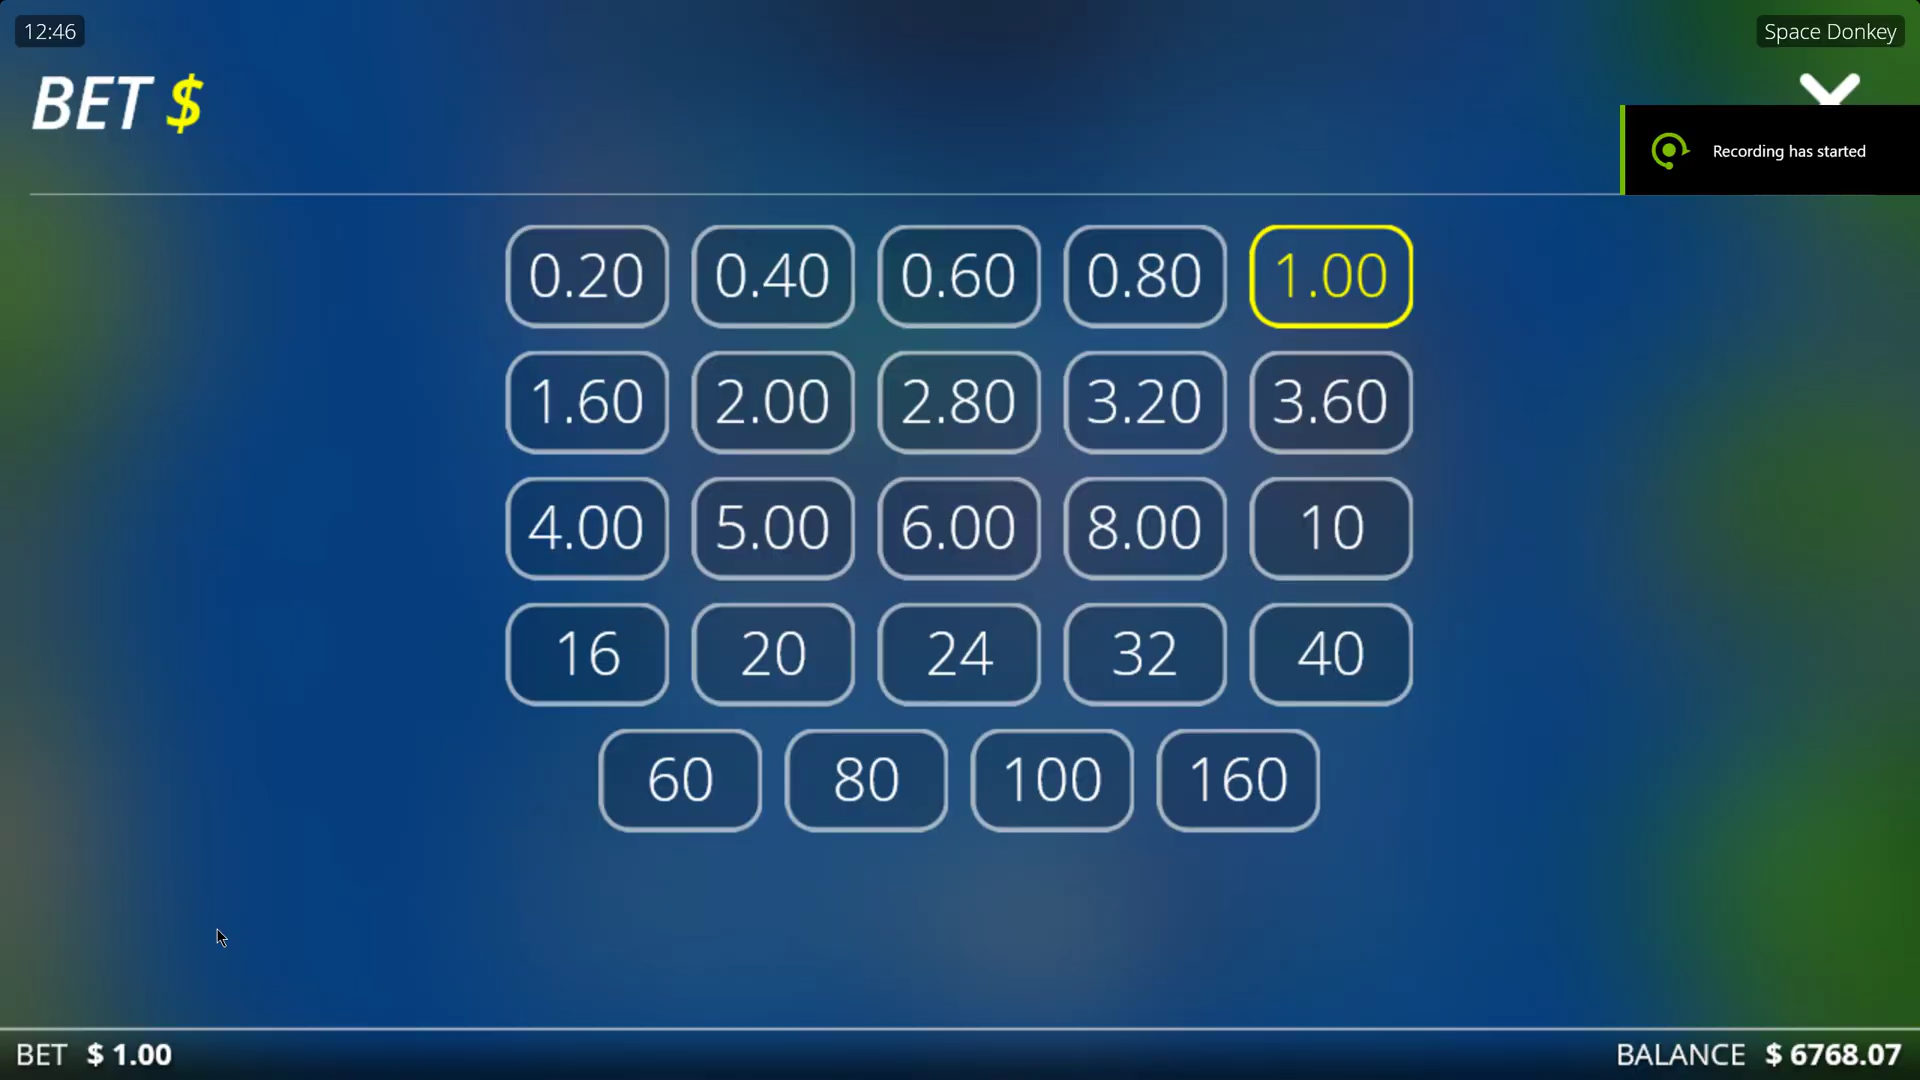 12:46
Space Donkey
BET $
Recording has started
0.20 0.40 0.60 0.80 1.00
1.60 2.00 2.80 3.20 3.60
4.00 5.00 6.00 8.00 10
16 20 24 32 40
60 80 100 160
BET $ 1.00
BALANCE $ 6768.07